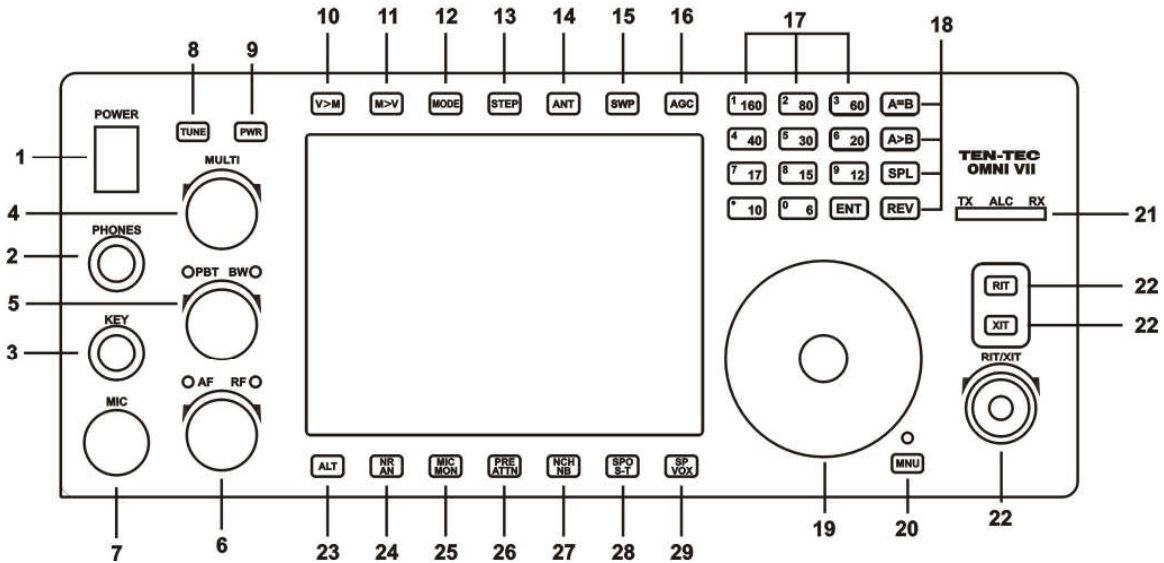 10 11 12 13 14 15 16 17 18
8 9
V>M M>V MODE STEP ANT SWP AGC 1 160 2 80 3 60 A=B
POWER
TUNE PWR
4 40 5 30 6 20 A>B
1
MULTI
TEN-TEC
OMNI VII
7 17 8 15 9 12 SPL
4
TX ALC RX
21
• 10 0 6 ENT REV
PHONES
2
PBT BW
RIT 22
5
XIT 22
KEY
3
RIT/XIT
AF RF
MIC
ALT NR AN MIC MON PRE ATTN NCH NB SPO S-T SP VOX
MNU
19 20 22
7 6 23 24 25 26 27 28 29